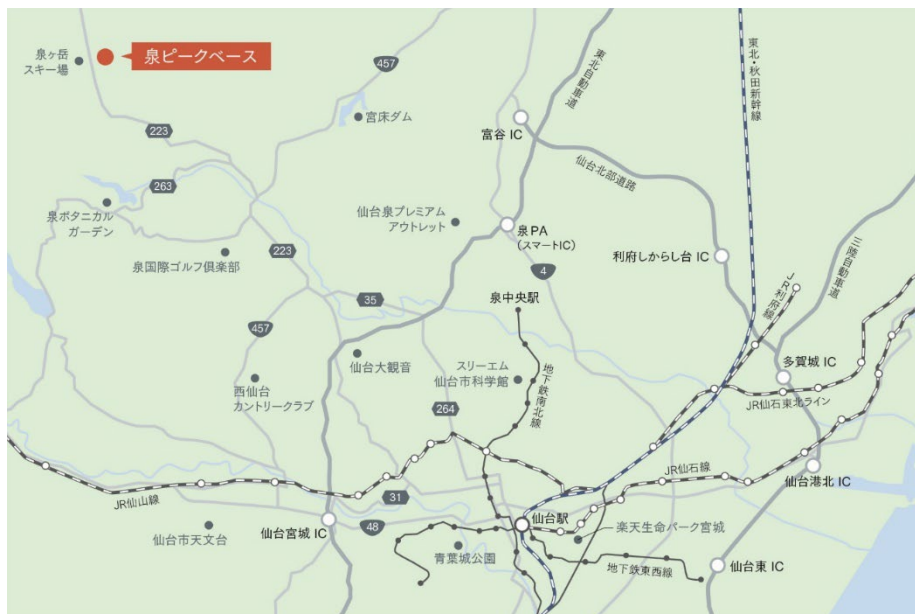 泉ヶ岳
スキー場
泉ピークベース
457
宮床ダム
東北自動車道
東北・秋田新幹線
富谷 IC
223
仙台北部道路
263
泉ボタニカル
ガーデン
仙台泉プレミアム
アウトレット
泉PA
(スマートIC)
泉国際ゴルフ倶楽部
223
4
利府しらかし台 IC
三陸自動車道
JR利府線
35
泉中央駅
457
仙台大観音
スリーエム
仙台市科学館
地下鉄南北線
多賀城 IC
西仙台
カントリークラブ
264
JR仙石東北ライン
JR仙山線
31
JR仙石線
仙台港北 IC
仙台市天文台
仙台宮城 IC
48
青葉城公園
仙台駅
楽天生命パーク宮城
地下鉄東西線
仙台東 IC